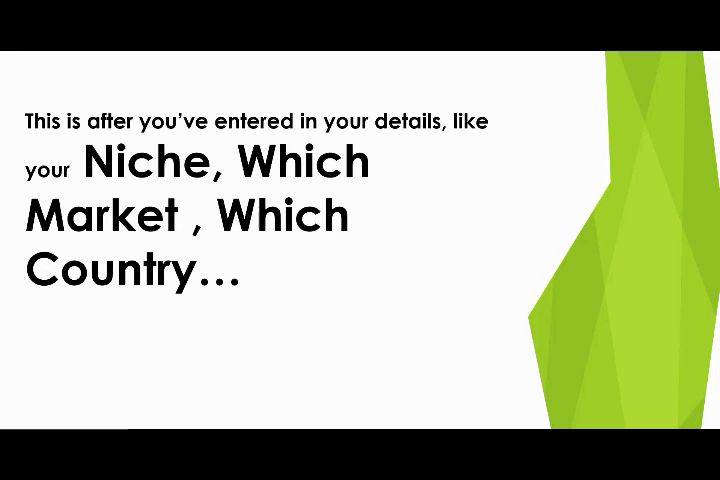 This is after you've entered in your details, like
your Niche, Which
Market , Which
Country…